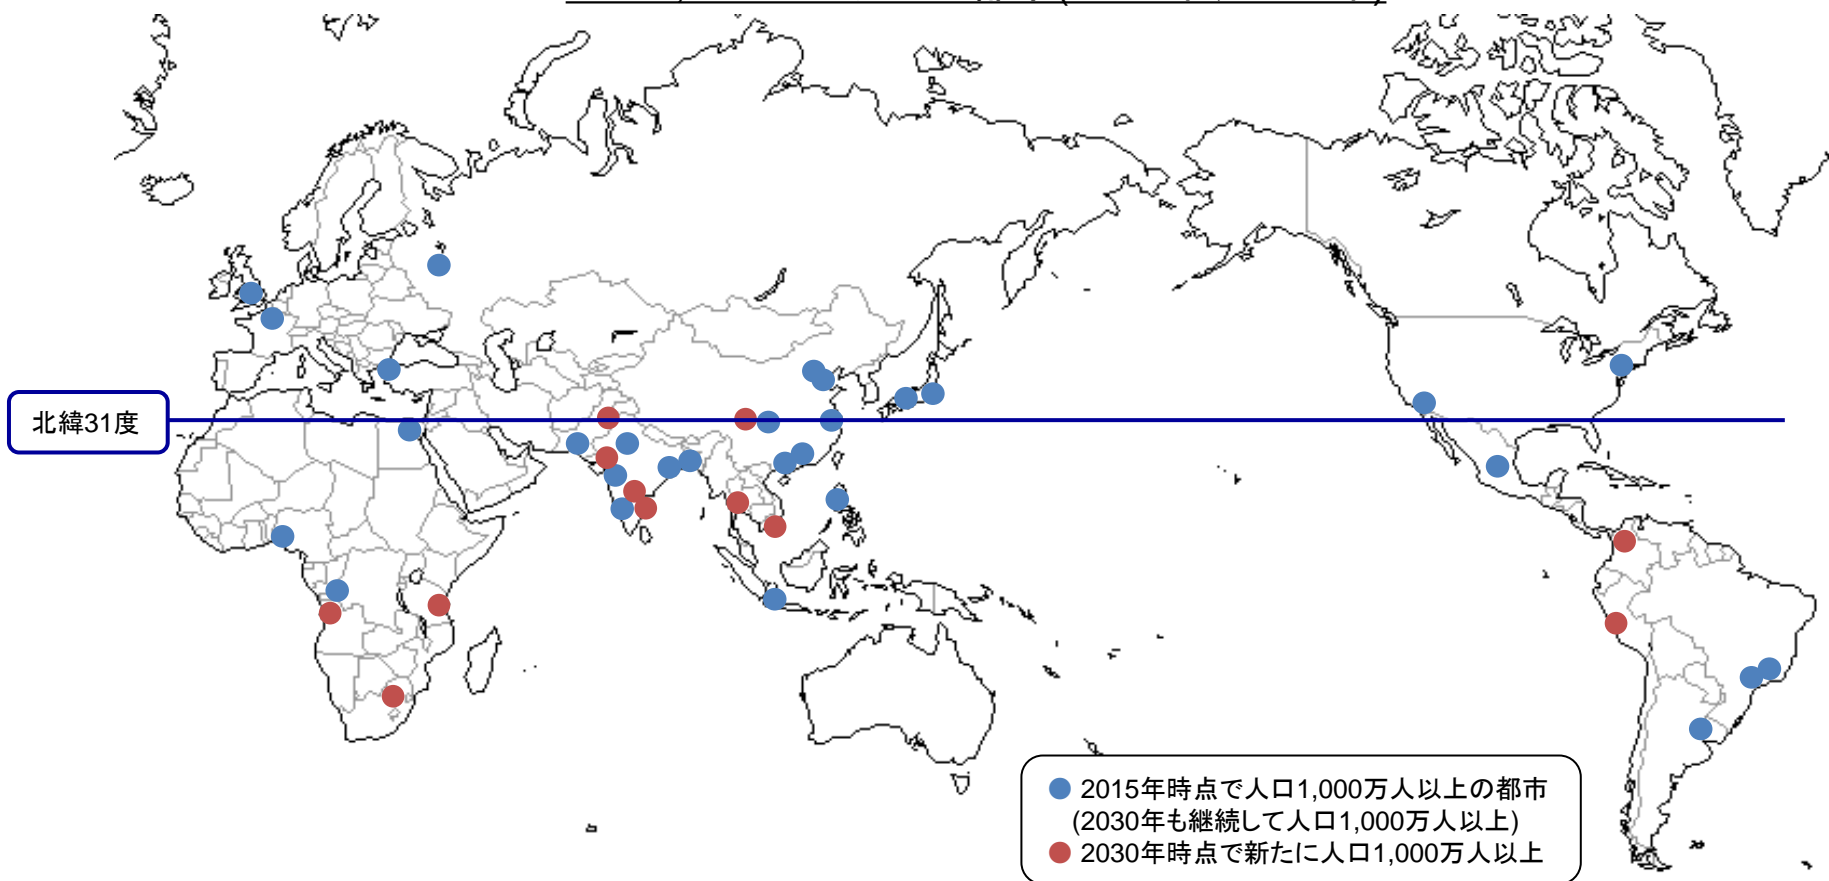 北緯31度
2015年時点で人口1,000万人以上の都市
(2030年も継続して人口1,000万人以上)
2030年時点で新たに人口1,000万人以上